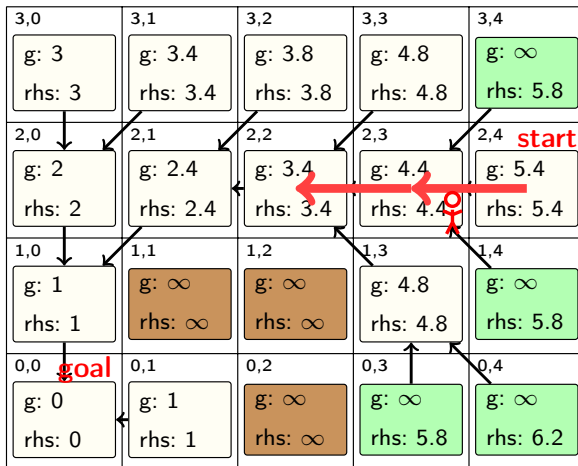 3,0 3,1 3,2 3,3 3,4
g: 3 g: 3.4 g: 3.8 g: 4.8 g: ∞
rhs: 3 rhs: 3.4 rhs: 3.8 rhs: 4.8 rhs: 5.8
2,0 2,1 2,2 2,3 2,4
start
g: 2 g: 2.4 g: 3.4 g: 4.4 g: 5.4
rhs: 2 rhs: 2.4 rhs: 3.4 rhs: 4.4 rhs: 5.4
1,0 1,1 1,2 1,3 1,4
g: 1 g: ∞ g: ∞ g: 4.8 g: ∞
rhs: 1 rhs: ∞ rhs: ∞ rhs: 4.8 rhs: 5.8
0,0 0,1 0,2 0,3 0,4
goal
g: 0 g: 1 g: ∞ g: ∞ g: ∞
rhs: 0 rhs: 1 rhs: ∞ rhs: 5.8 rhs: 6.2